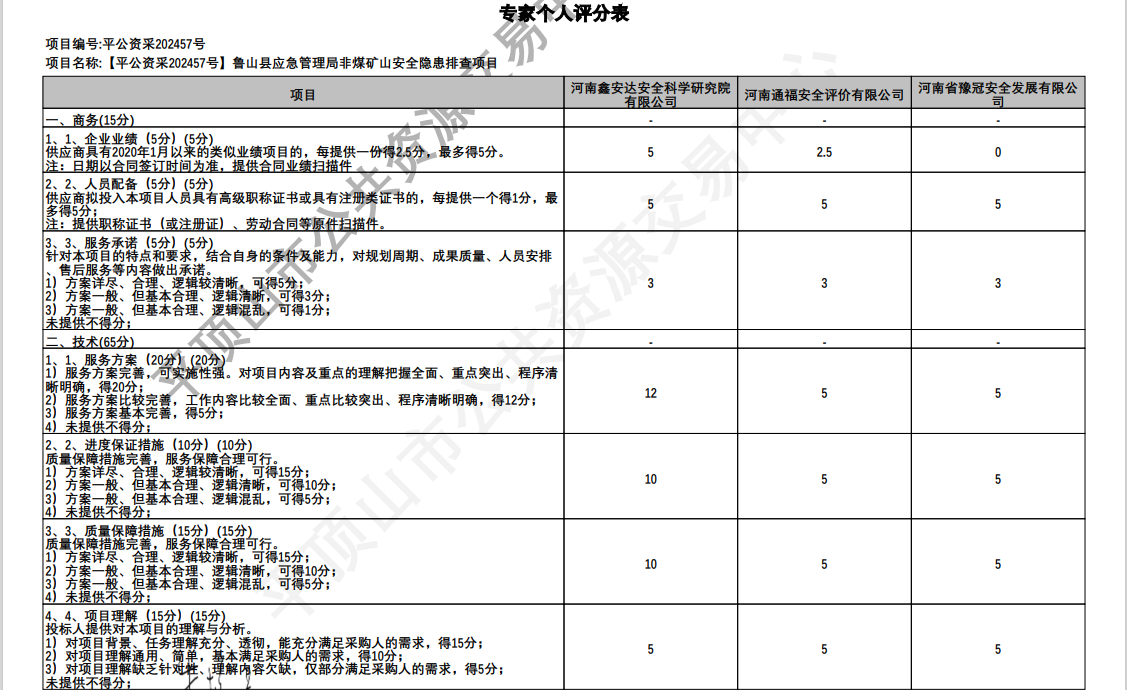 专家个人评分表
项目编号:平公资采202457号
项目名称:【平公资采202457号】鲁山县应急管理局非煤矿山安全隐患排查项目
项目 河南鑫安达安全科学研究院有限公司 河南通福安全评价有限公司 河南省豫冠安全发展有限公司
一、商务(15分) - - -
1、1、企业业绩（5分）(5分)
供应商具有2020年1月以来的类似业绩项目的，每提供一份得2.5分，最多得5分。
注：日期以合同签订时间为准，提供合同业绩扫描件
5 2.5 0
2、2、人员配备（5分）(5分)
供应商拟投入本项目人员具有高级职称证书或具有注册类证书的，每提供一个得1分，最
多得5分；
注：提供职称证书（或注册证）、劳动合同等原件扫描件。
5 5 5
3、3、服务承诺（5分）(5分)
针对本项目的特点和要求，结合自身的条件及能力，对规划周期、成果质量、人员安排
、售后服务等内容做出承诺。
1）方案详尽、合理、逻辑较清晰，可得5分；
2）方案一般、但基本合理、逻辑清晰，可得3分；
3）方案一般、但基本合理、逻辑混乱，可得1分；
未提供不得分；
3 3 3
二、技术(65分) - - -
1、1、服务方案（20分）(20分)
1）服务方案完善，可实施性强。对项目内容及重点的理解把握全面、重点突出、程序清
晰明确，得20分；
2）服务方案比较完善，工作内容比较全面、重点比较突出、程序清晰明确，得12分；
3）服务方案基本完善，得5分；
4）未提供不得分；
12 5 5
2、2、进度保证措施（10分）(10分)
质量保障措施完善，服务保障合理可行。
1）方案详尽、合理、逻辑较清晰，可得15分；
2）方案一般、但基本合理、逻辑清晰，可得10分；
3）方案一般、但基本合理、逻辑混乱，可得5分；
4）未提供不得分；
10 5 5
3、3、质量保障措施（15分）(15分)
质量保障措施完善，服务保障合理可行。
1）方案详尽、合理、逻辑较清晰，可得15分；
2）方案一般、但基本合理、逻辑清晰，可得10分；
3）方案一般、但基本合理、逻辑混乱，可得5分；
4）未提供不得分；
10 5 5
4、4、项目理解（15分）(15分)
投标人提供对本项目的理解与分析。
1）对项目背景、任务理解充分、透彻，能充分满足采购人的需求，得15分；
2）对项目理解通用、简单，基本满足采购人的需求，得10分；
3）对项目理解缺乏针对性、理解内容欠缺，仅部分满足采购人的需求，得5分；
未提供不得分；
5 5 5
平顶山市公共资源交易中心
平顶山市公共资源交易中心